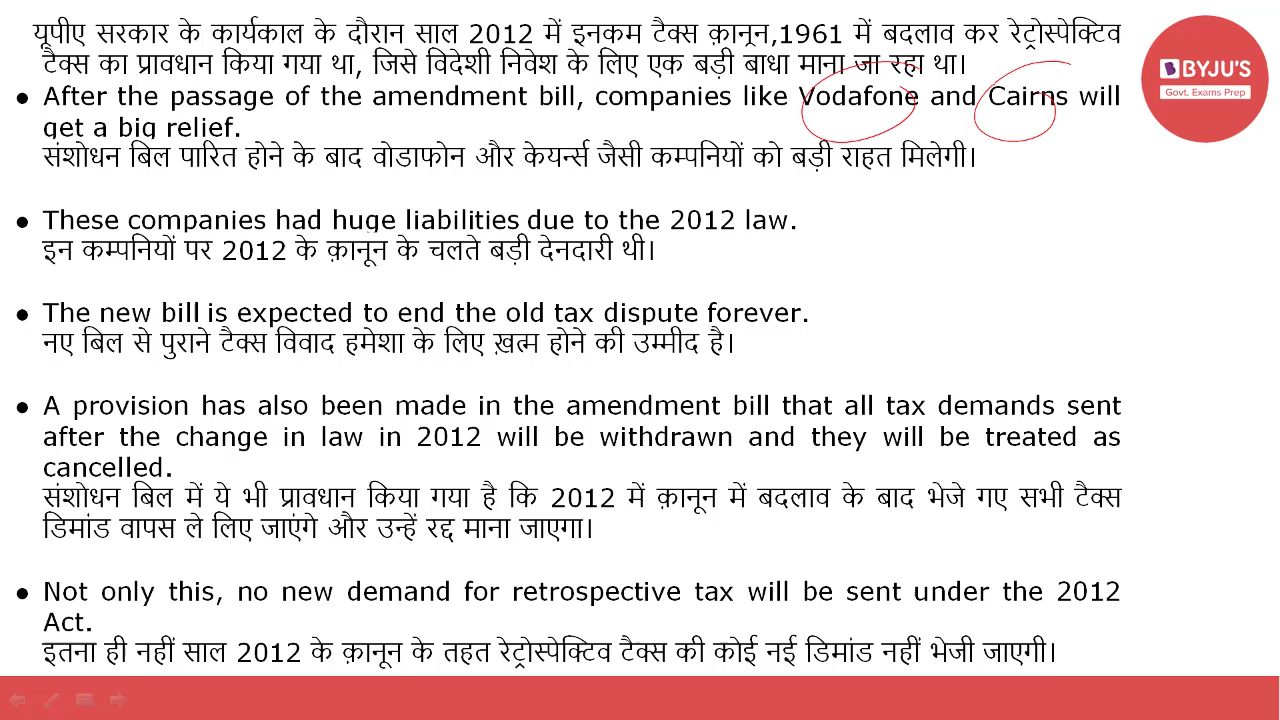 यूपीए सरकार के कार्यकाल के दौरान साल 2012 में इनकम टैक्स क़ानून,1961 में बदलाव कर रेट्रोस्पेक्टिव
टैक्स का प्रावधान किया गया था, जिसे विदेशी निवेश के लिए एक बड़ी बाधा माना जा रहा था।
● After the passage of the amendment bill, companies like Vodafone and Cairns will
get a big relief.
संशोधन बिल पारित होने के बाद वोडाफोन और केयर्न्स जैसी कम्पनियों को बड़ी राहत मिलेगी।
● These companies had huge liabilities due to the 2012 law.
इन कम्पनियों पर 2012 के क़ानून के चलते बड़ी देनदारी थी।
● The new bill is expected to end the old tax dispute forever.
नए बिल से पुराने टैक्स विवाद हमेशा के लिए ख़त्म होने की उम्मीद है।
● A provision has also been made in the amendment bill that all tax demands sent
after the change in law in 2012 will be withdrawn and they will be treated as
cancelled.
संशोधन बिल में ये भी प्रावधान किया गया है कि 2012 में क़ानून में बदलाव के बाद भेजे गए सभी टैक्स
डिमांड वापस ले लिए जाएंगे और उन्हें रद्द माना जाएगा।
● Not only this, no new demand for retrospective tax will be sent under the 2012
Act.
इतना ही नहीं साल 2012 के क़ानून के तहत रेट्रोस्पेक्टिव टैक्स की कोई नई डिमांड नहीं भेजी जाएगी।
BYJU'S
Govt. Exams Prep